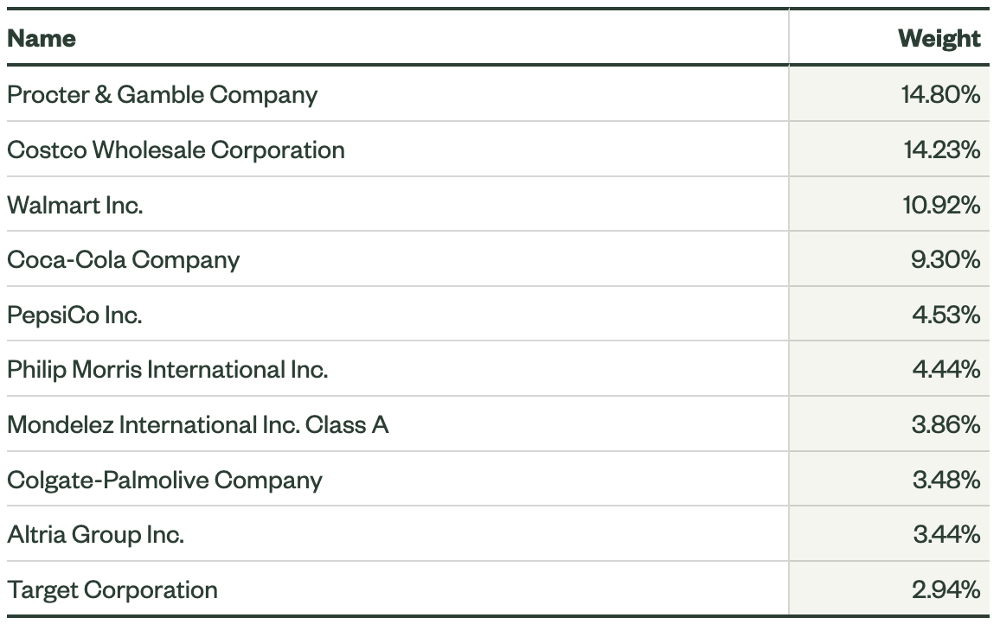 Name Weight
Procter & Gamble Company 14.80%
Costco Wholesale Corporation 14.23%
Walmart Inc. 10.92%
Coca-Cola Company 9.30%
PepsiCo Inc. 4.53%
Philip Morris International Inc. 4.44%
Mondelez International Inc. Class A 3.86%
Colgate-Palmolive Company 3.48%
Altria Group Inc. 3.44%
Target Corporation 2.94%